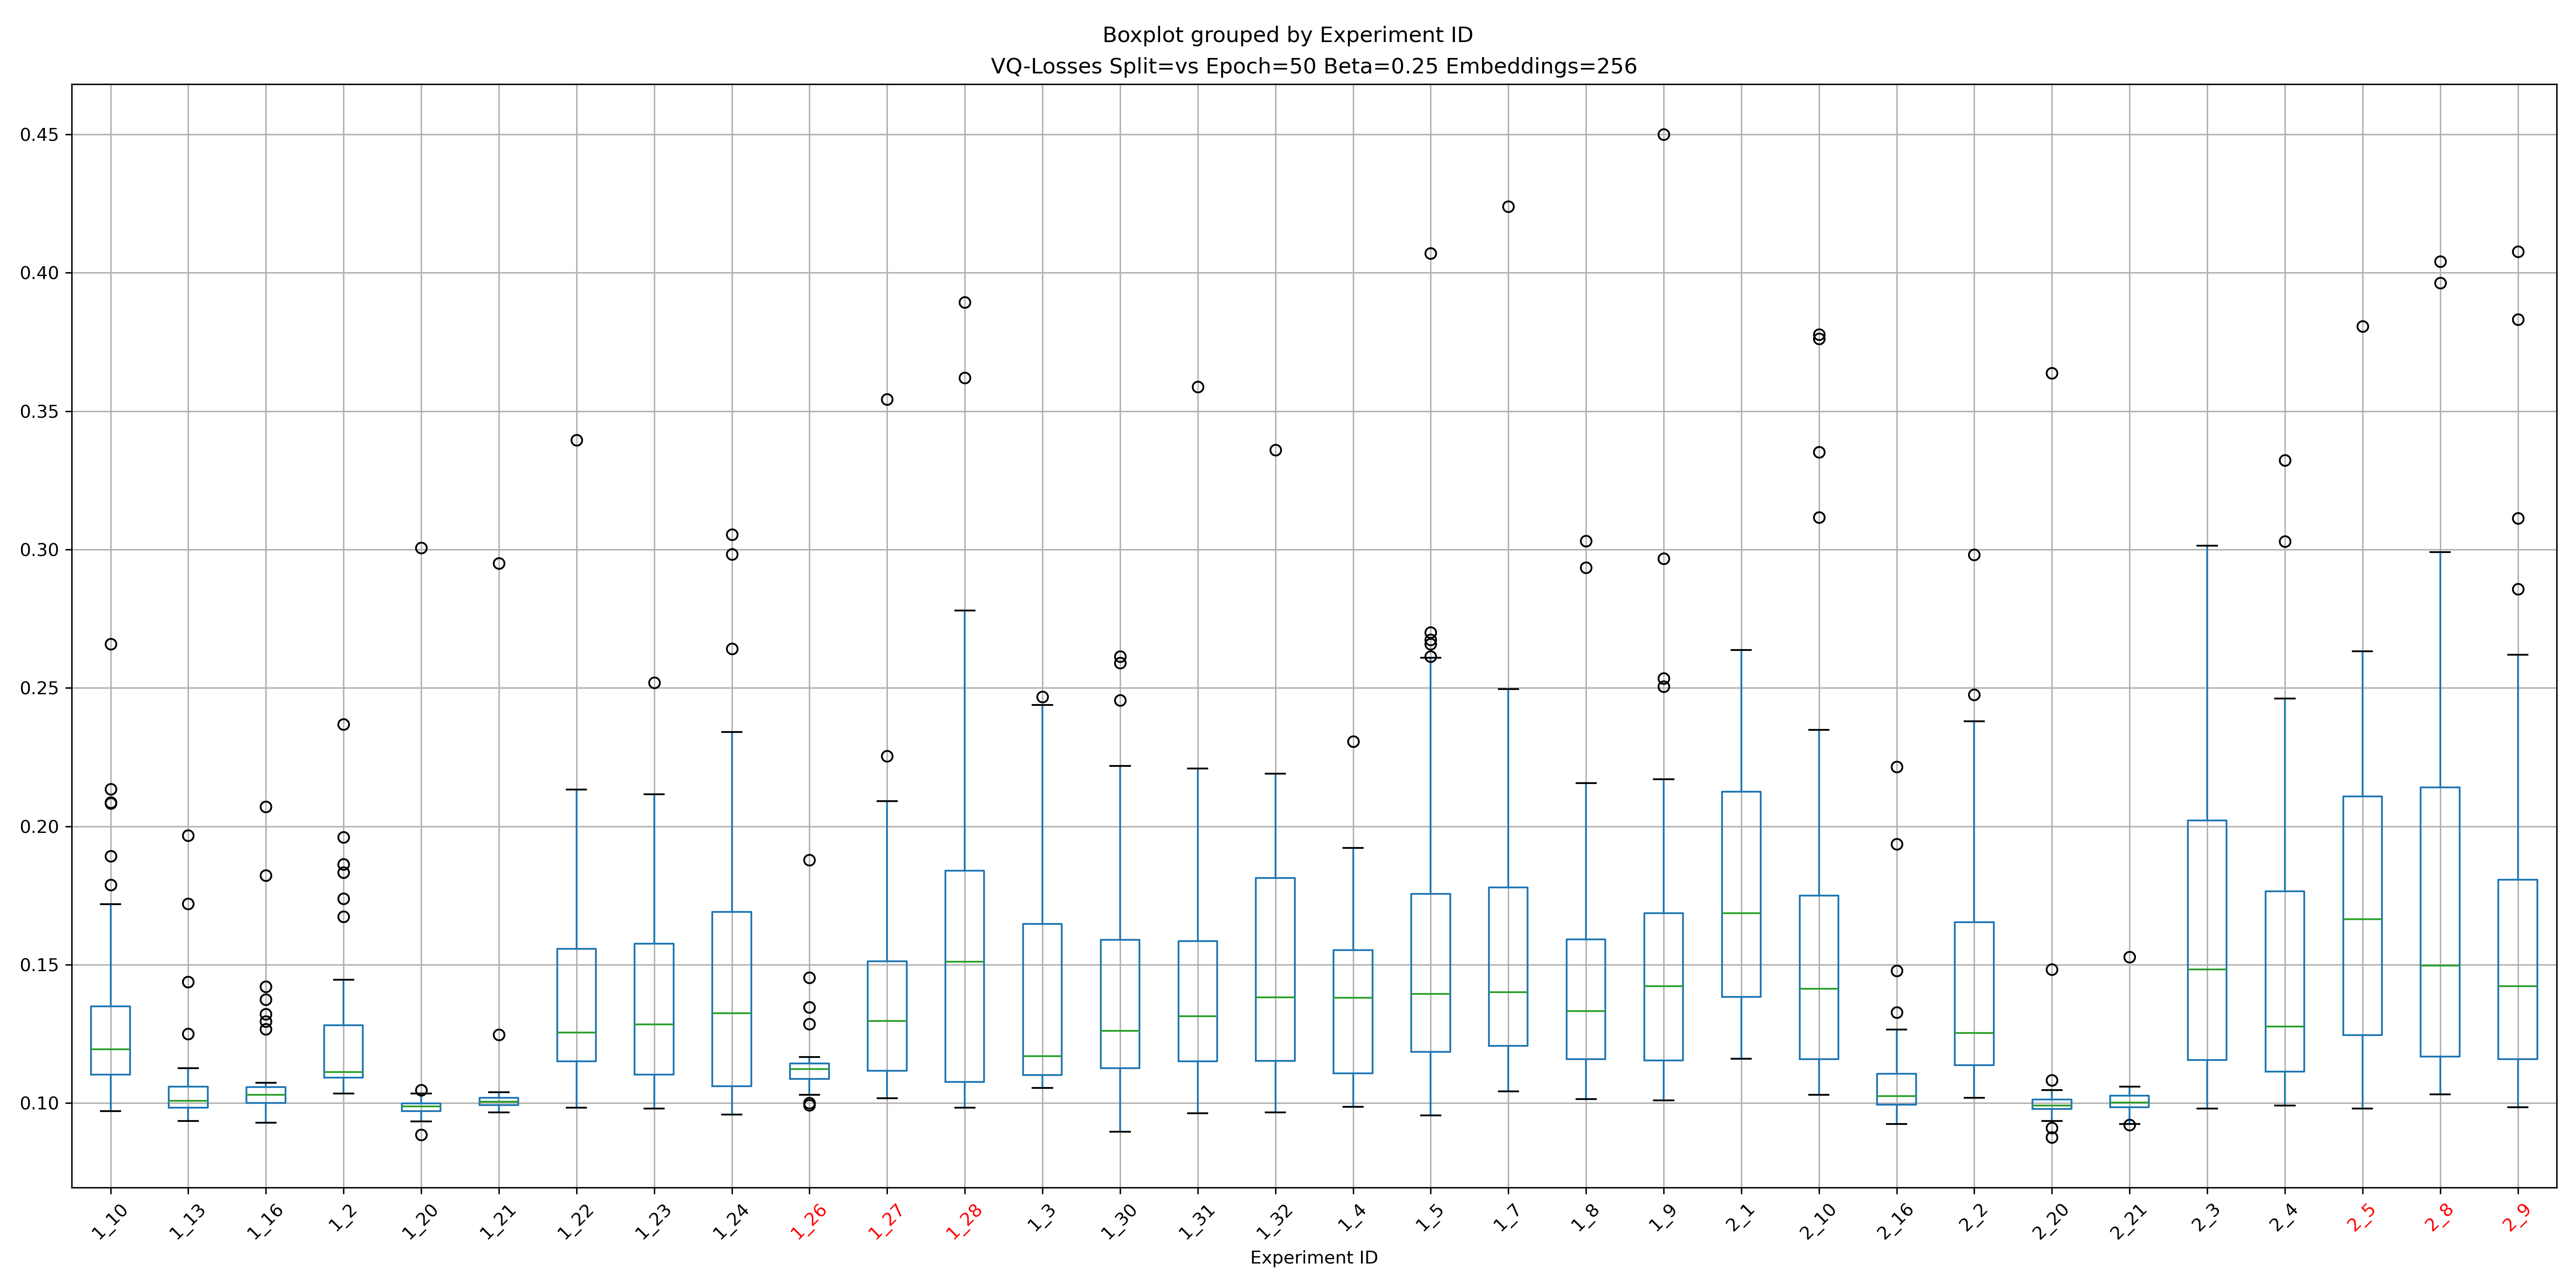 Boxplot grouped by Experiment ID
VQ-Losses Split=vs Epoch=50 Beta=0.25 Embeddings=256
0.45
0.40
0.35
0.30
0.25
0.20
0.15
0.10
1_10 1_13 1_16 1_2 1_20 1_21 1_22 1_23 1_24 1_26 1_27 1_28 1_3 1_30 1_31 1_32 1_4 1_5 1_7 1_8 1_9 2_1 2_10 2_16 2_2 2_20 2_21 2_3 2_4 2_5 2_8 2_9
Experiment ID